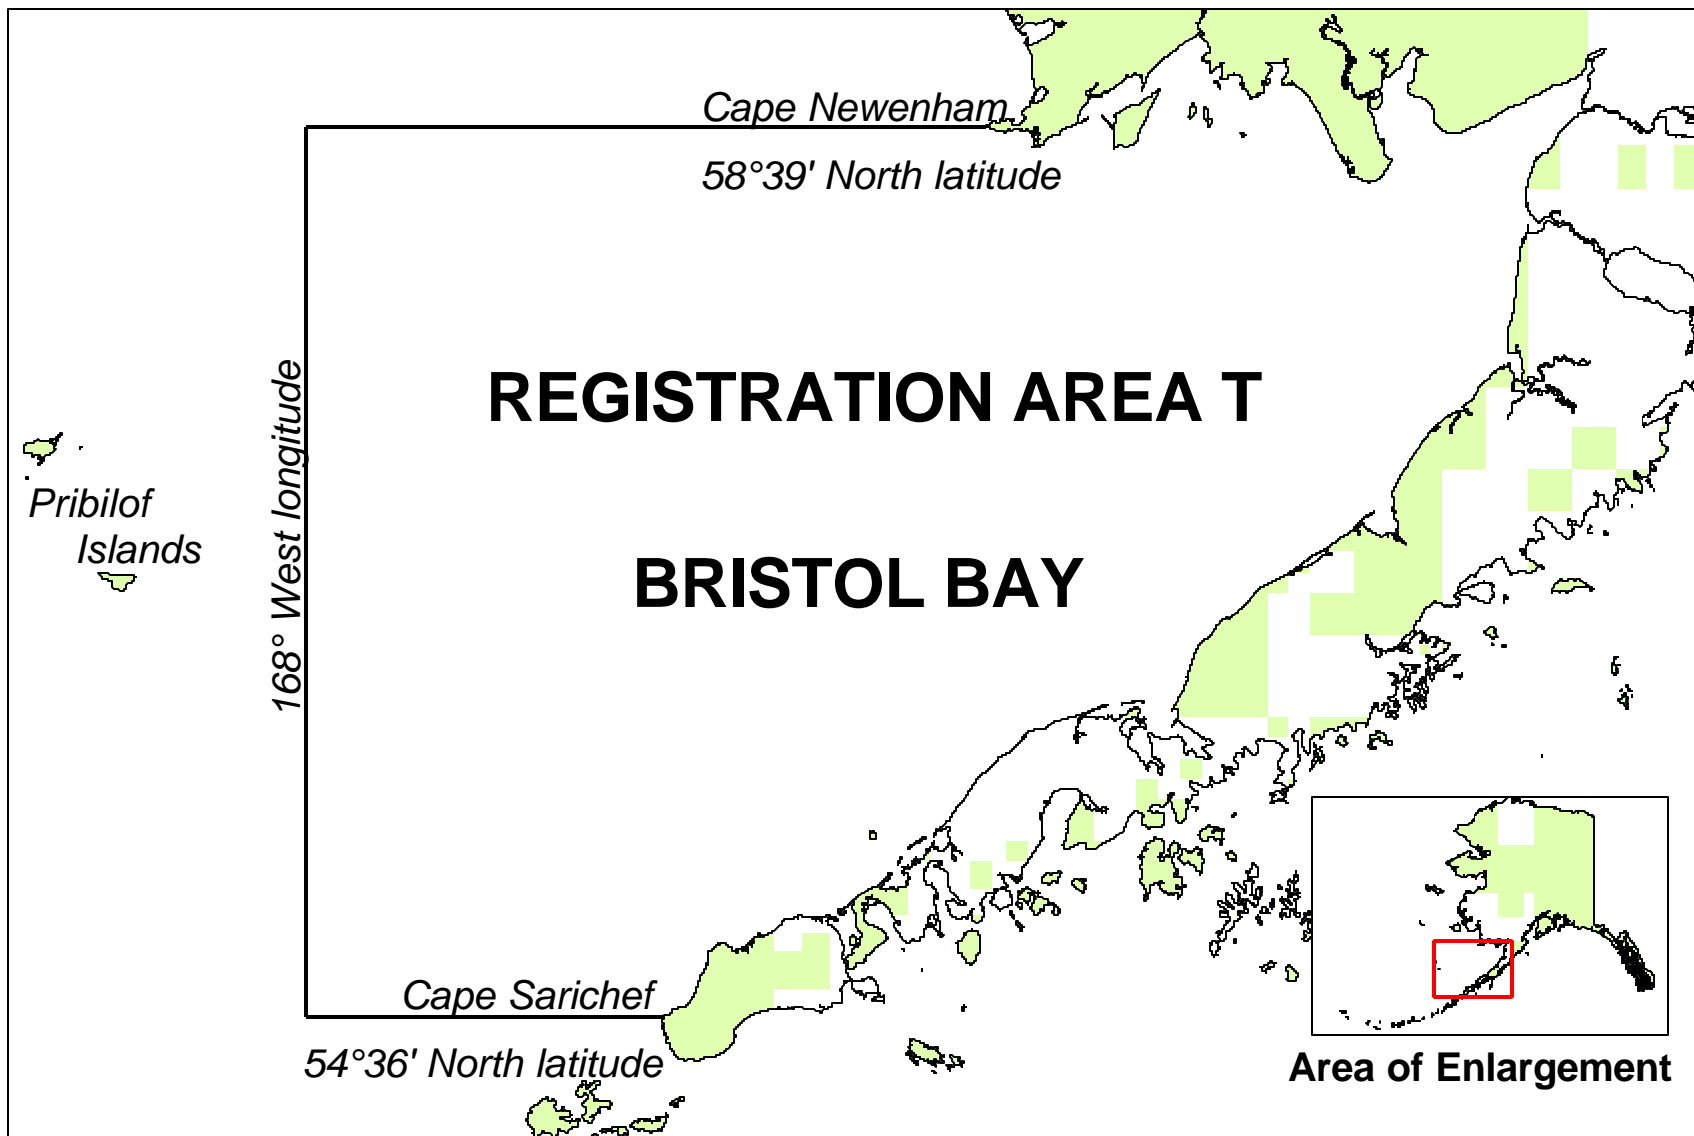 Cape Newenham
58°39' North latitude
168° West longitude
REGISTRATION AREA T
Pribilof
Islands
BRISTOL BAY
Cape Sarichef
54°36' North latitude
Area of Enlargement